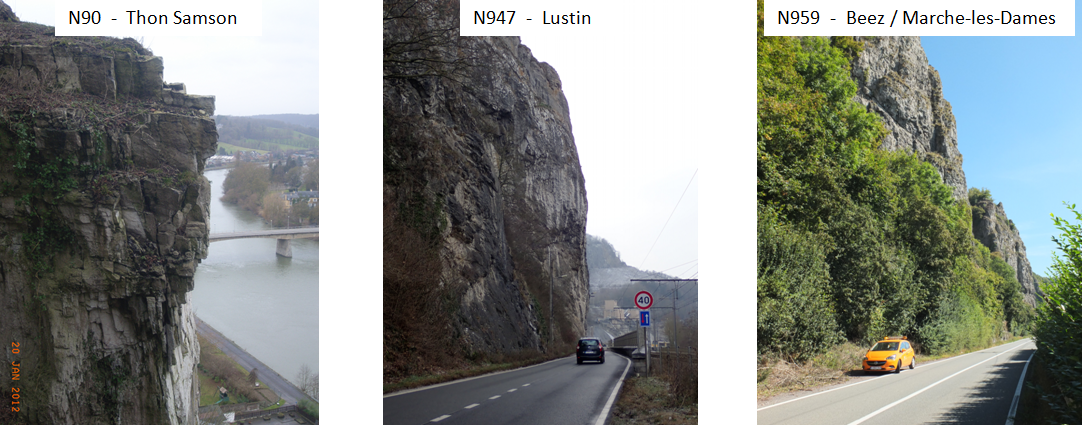 N90 - Thon Samson
N947 - Lustin
N959 - Beez / Marche-les-Dames
20 JAN 2012
40